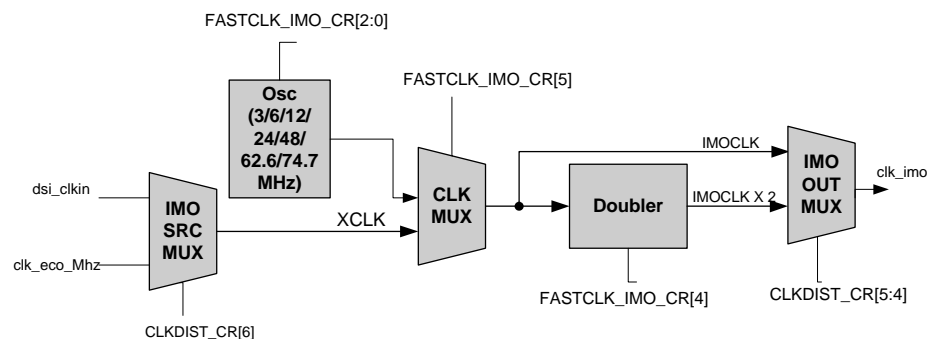 FASTCLK_IMO_CR[2:0]
Osc
(3/6/12/
24/48/
62.6/74.7
MHz)
FASTCLK_IMO_CR[5]
dsi_clkin
clk_eco_Mhz
IMO
SRC
MUX
CLKDIST_CR[6]
XCLK
CLK
MUX
IMOCLK
Doubler
IMOCLK X 2
FASTCLK_IMO_CR[4]
IMO
OUT
MUX
clk_imo
CLKDIST_CR[5:4]